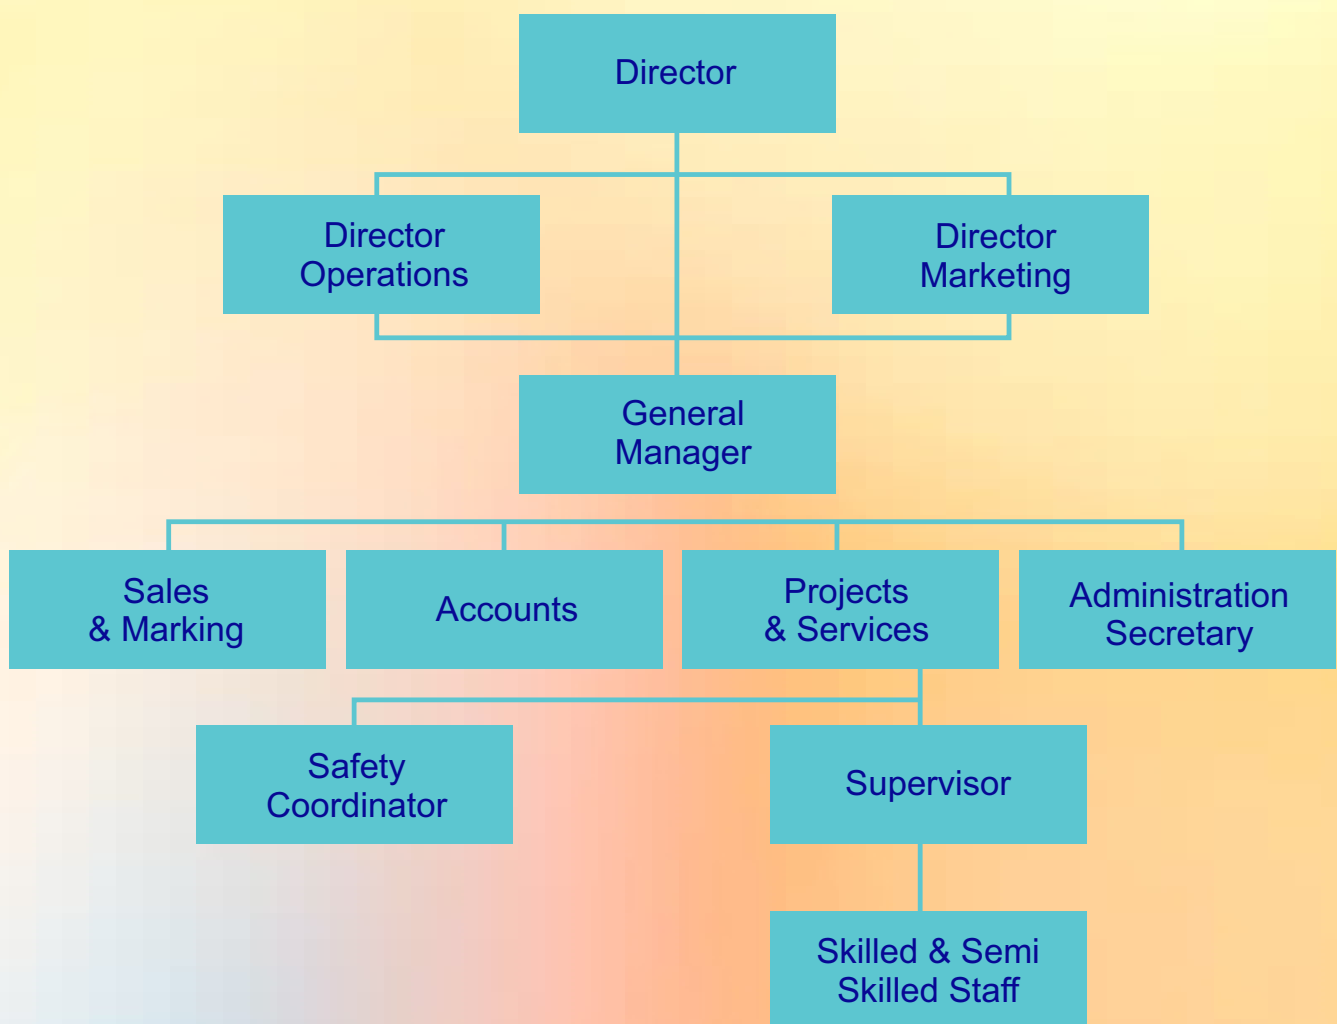 Director
Director
Operations
Director
Marketing
General
Manager
Sales
& Marking
Accounts
Projects
& Services
Administration
Secretary
Safety
Coordinator
Supervisor
Skilled & Semi
Skilled Staff